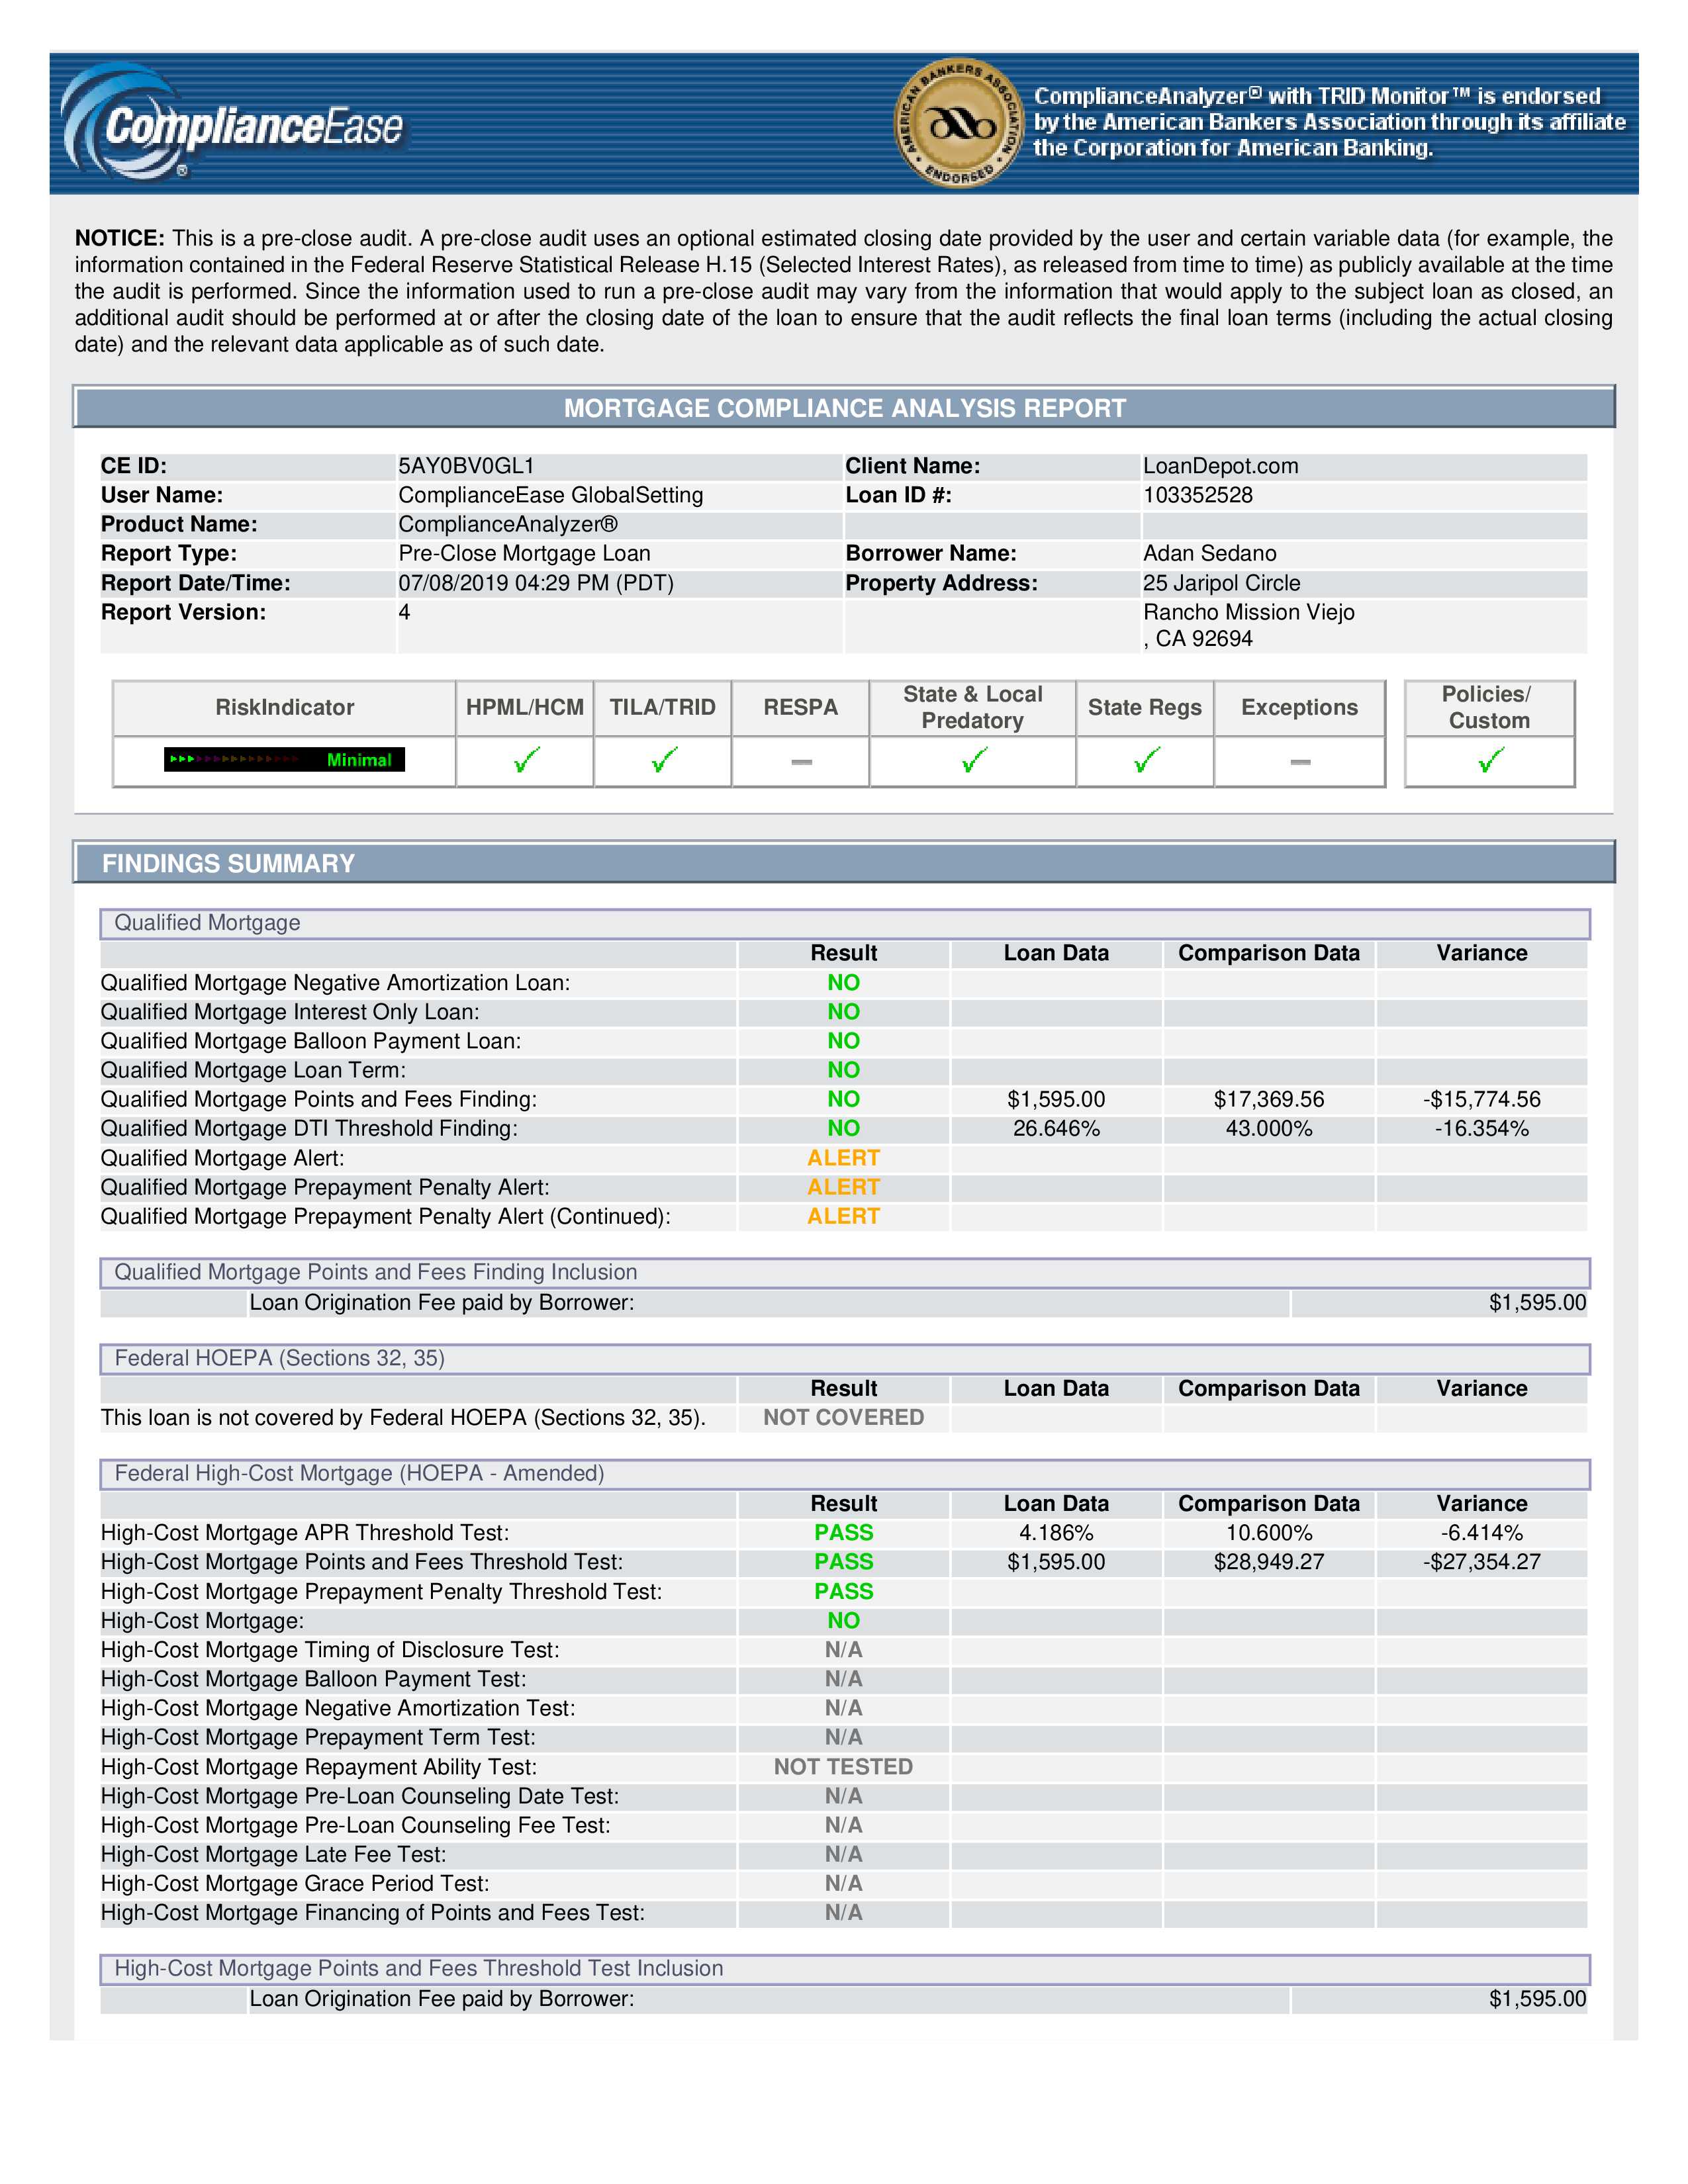 ComplianceEase
®
AMERICAN BANKERS ASSOCIATION
ENDORSED
ComplianceAnalyzer® with TRID Monitor™ is endorsed
by the American Bankers Association through its affiliate
the Corporation for American Banking.
NOTICE: This is a pre-close audit. A pre-close audit uses an optional estimated closing date provided by the user and certain variable data (for example, the
information contained in the Federal Reserve Statistical Release H.15 (Selected Interest Rates), as released from time to time) as publicly available at the time
the audit is performed. Since the information used to run a pre-close audit may vary from the information that would apply to the subject loan as closed, an
additional audit should be performed at or after the closing date of the loan to ensure that the audit reflects the final loan terms (including the actual closing
date) and the relevant data applicable as of such date.
MORTGAGE COMPLIANCE ANALYSIS REPORT
CE ID: 5AY0BV0GL1 Client Name: LoanDepot.com
User Name: ComplianceEase GlobalSetting Loan ID #: 103352528
Product Name: ComplianceAnalyzer®
Report Type: Pre-Close Mortgage Loan Borrower Name: Adan Sedano
Report Date/Time: 07/08/2019 04:29 PM (PDT) Property Address: 25 Jaripol Circle
Report Version: 4 Rancho Mission Viejo
, CA 92694
RiskIndicator HPML/HCM TILA/TRID RESPA State & Local Predatory State Regs Exceptions Policies/ Custom
Minimal
FINDINGS SUMMARY
Qualified Mortgage
Result Loan Data Comparison Data Variance
Qualified Mortgage Negative Amortization Loan: NO
Qualified Mortgage Interest Only Loan: NO
Qualified Mortgage Balloon Payment Loan: NO
Qualified Mortgage Loan Term: NO
Qualified Mortgage Points and Fees Finding: NO $1,595.00 $17,369.56 -$15,774.56
Qualified Mortgage DTI Threshold Finding: NO 26.646% 43.000% -16.354%
Qualified Mortgage Alert: ALERT
Qualified Mortgage Prepayment Penalty Alert: ALERT
Qualified Mortgage Prepayment Penalty Alert (Continued): ALERT
Qualified Mortgage Points and Fees Finding Inclusion
Loan Origination Fee paid by Borrower: $1,595.00
Federal HOEPA (Sections 32, 35)
Result Loan Data Comparison Data Variance
This loan is not covered by Federal HOEPA (Sections 32, 35). NOT COVERED
Federal High-Cost Mortgage (HOEPA - Amended)
Result Loan Data Comparison Data Variance
High-Cost Mortgage APR Threshold Test: PASS 4.186% 10.600% -6.414%
High-Cost Mortgage Points and Fees Threshold Test: PASS $1,595.00 $28,949.27 -$27,354.27
High-Cost Mortgage Prepayment Penalty Threshold Test: PASS
High-Cost Mortgage: NO
High-Cost Mortgage Timing of Disclosure Test: N/A
High-Cost Mortgage Balloon Payment Test: N/A
High-Cost Mortgage Negative Amortization Test: N/A
High-Cost Mortgage Prepayment Term Test: N/A
High-Cost Mortgage Repayment Ability Test: NOT TESTED
High-Cost Mortgage Pre-Loan Counseling Date Test: N/A
High-Cost Mortgage Pre-Loan Counseling Fee Test: N/A
High-Cost Mortgage Late Fee Test: N/A
High-Cost Mortgage Grace Period Test: N/A
High-Cost Mortgage Financing of Points and Fees Test: N/A
High-Cost Mortgage Points and Fees Threshold Test Inclusion
Loan Origination Fee paid by Borrower: $1,595.00